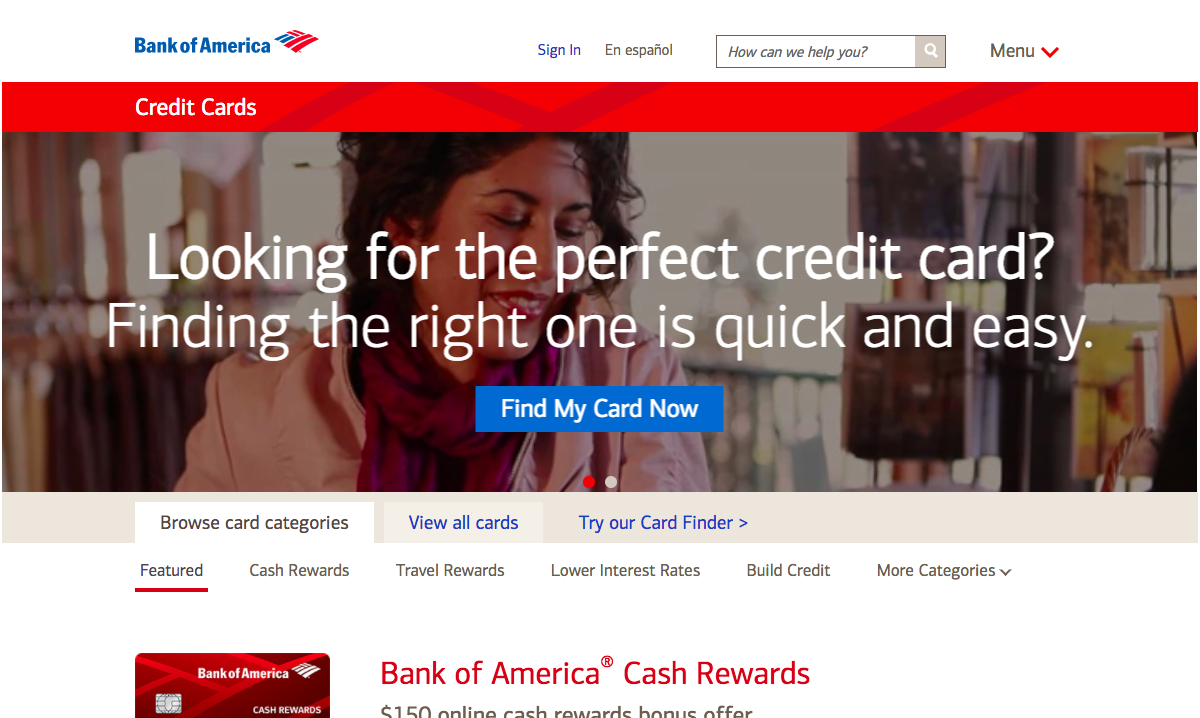 Bank of America
Sign In
En español
How can we help you?
Menu
Credit Cards
Looking for the perfect credit card?
Finding the right one is quick and easy.
Find My Card Now
Browse card categories
View all cards
Try our Card Finder >
Featured
Cash Rewards
Travel Rewards
Lower Interest Rates
Build Credit
More Categories
Bank of America
CASH REWARDS
Bank of America® Cash Rewards
$150 online cash rewards bonus offer